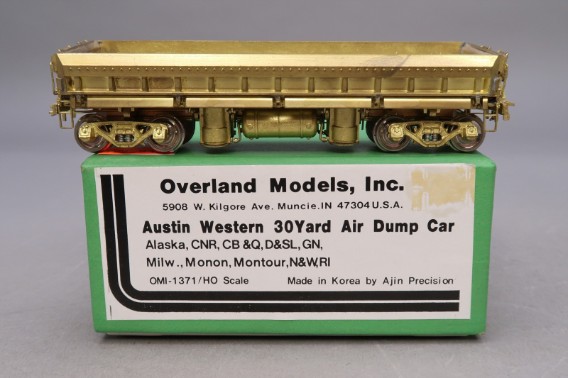 Overland Models, Inc.
5908 W. Kilgore Ave. Muncie.IN 47304 U.S.A.
Austin Western 30Yard Air Dump Car
Alaska, CNR, CB &Q, D&SL, GN,
Milw., Monon, Montour, N&W, RI
OMI-1371/HO Scale Made in Korea by Ajin Precision